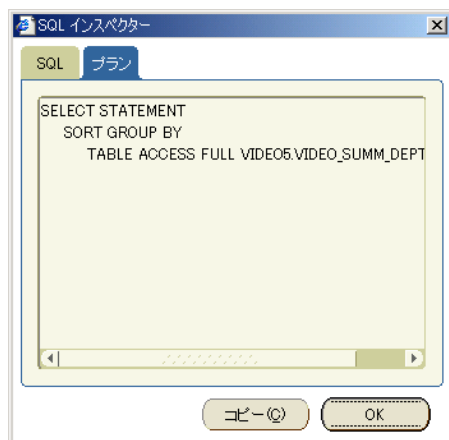 SQL インスペクター
SQL
プラン
SELECT STATEMENT
SORT GROUP BY
TABLE ACCESS FULL VIDEO5.VIDEO_SUMM_DEPT
コピー(C)
OK